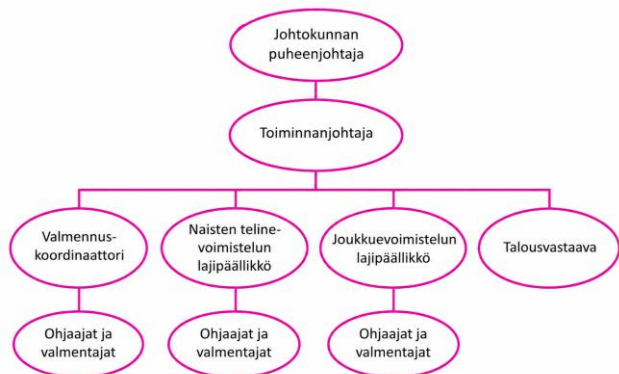 Johtokunnan
puheenjohtaja
Toiminnanjohtaja
Valmennus-
koordinaattori
Naisten teline-
voimistelun
lajipäällikkö
Joukkuevoimistelun
lajipäällikkö
Talousvastaava
Ohjaajat ja
valmentajat
Ohjaajat ja
valmentajat
Ohjaajat ja
valmentajat